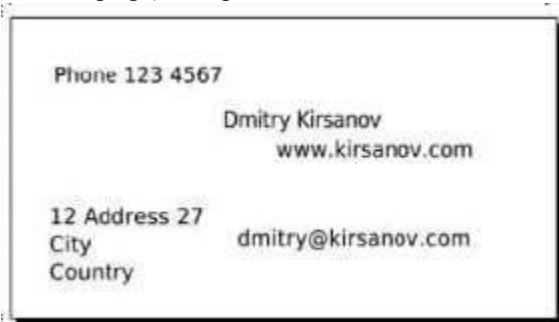 Phone 123 4567
Dmitry Kirsanov
www.kirsanov.com
12 Address 27
City
Country
dmitry@kirsanov.com